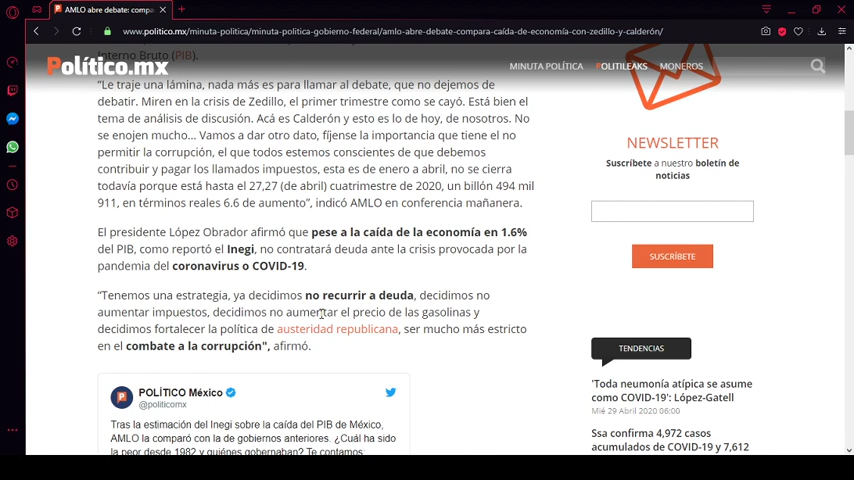 AMLO abre debate: compa
www.politico.mx/minuta-politica/minuta-politica-gobierno-federal/amlo-abre-debate-compara-caída-de-economía-con-zedillo-y-calderón/
Interno Bruto (PIB).
Político.mx
MINUTA POLÍTICA POLITILEAKS MONEROS
“Le traje una lámina, nada más es para llamar al debate, que no dejemos de
debatir. Miren en la crisis de Zedillo, el primer trimestre como se cayó. Está bien el
tema de análisis de discusión. Acá es Calderón y esto es lo de hoy, de nosotros. No
se enojen mucho... Vamos a dar otro dato, fíjense la importancia que tiene el no
permitir la corrupción, el que todos estemos conscientes de que debemos
contribuir y pagar los llamados impuestos, esta es de enero a abril, no se cierra
todavía porque está hasta el 27,27 (de abril) cuatrimestre de 2020, un billón 494 mil
911, en términos reales 6.6 de aumento”, indicó AMLO en conferencia mañanera.
El presidente López Obrador afirmó que pese a la caída de la economía en 1.6%
del PIB, como reportó el Inegi, no contratará deuda ante la crisis provocada por la
pandemia del coronavirus o COVID-19.
“Tenemos una estrategia, ya decidimos no recurrir a deuda, decidimos no
aumentar impuestos, decidimos no aumentar el precio de las gasolinas y
decidimos fortalecer la política de austeridad republicana, ser mucho más estricto
en el combate a la corrupción", afirmó.
POLÍTICO México
@politicomx
Tras la estimación del Inegi sobre la caída del PIB de México,
AMLO la comparó con la de gobiernos anteriores. ¿Cuál ha sido
la peor desde 1982 y quiénes gobernaban? Te contamos:
NEWSLETTER
Suscríbete a nuestro boletín de
noticias
SUSCRÍBETE
TENDENCIAS
'Toda neumonía atípica se asume
como COVID-19': López-Gatell
Mié 29 Abril 2020 06:00
Ssa confirma 4,972 casos
acumulados de COVID-19 y 7,612